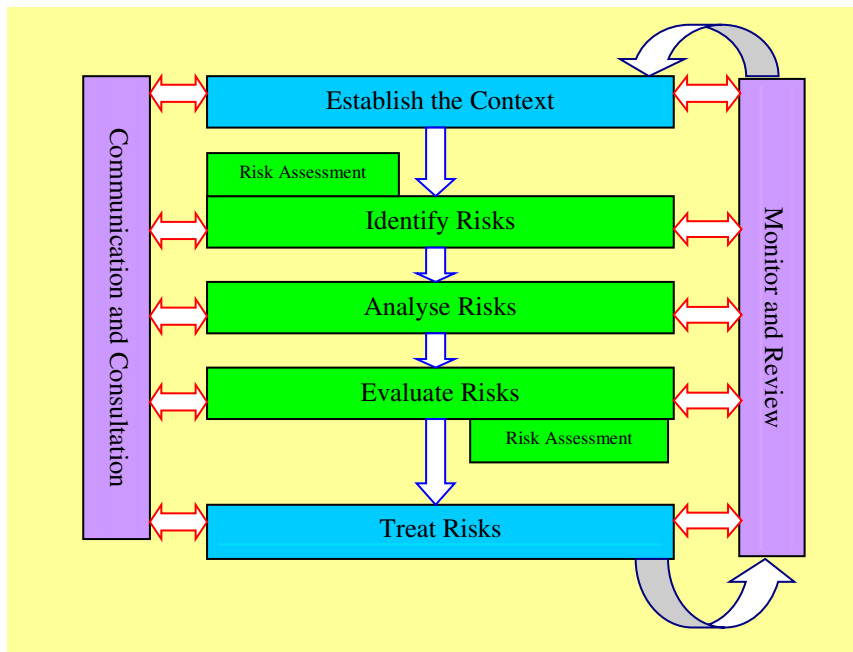 Establish the Context
Risk Assessment
Identify Risks
Analyse Risks
Evaluate Risks
Risk Assessment
Treat Risks
Communication and Consultation
Monitor and Review